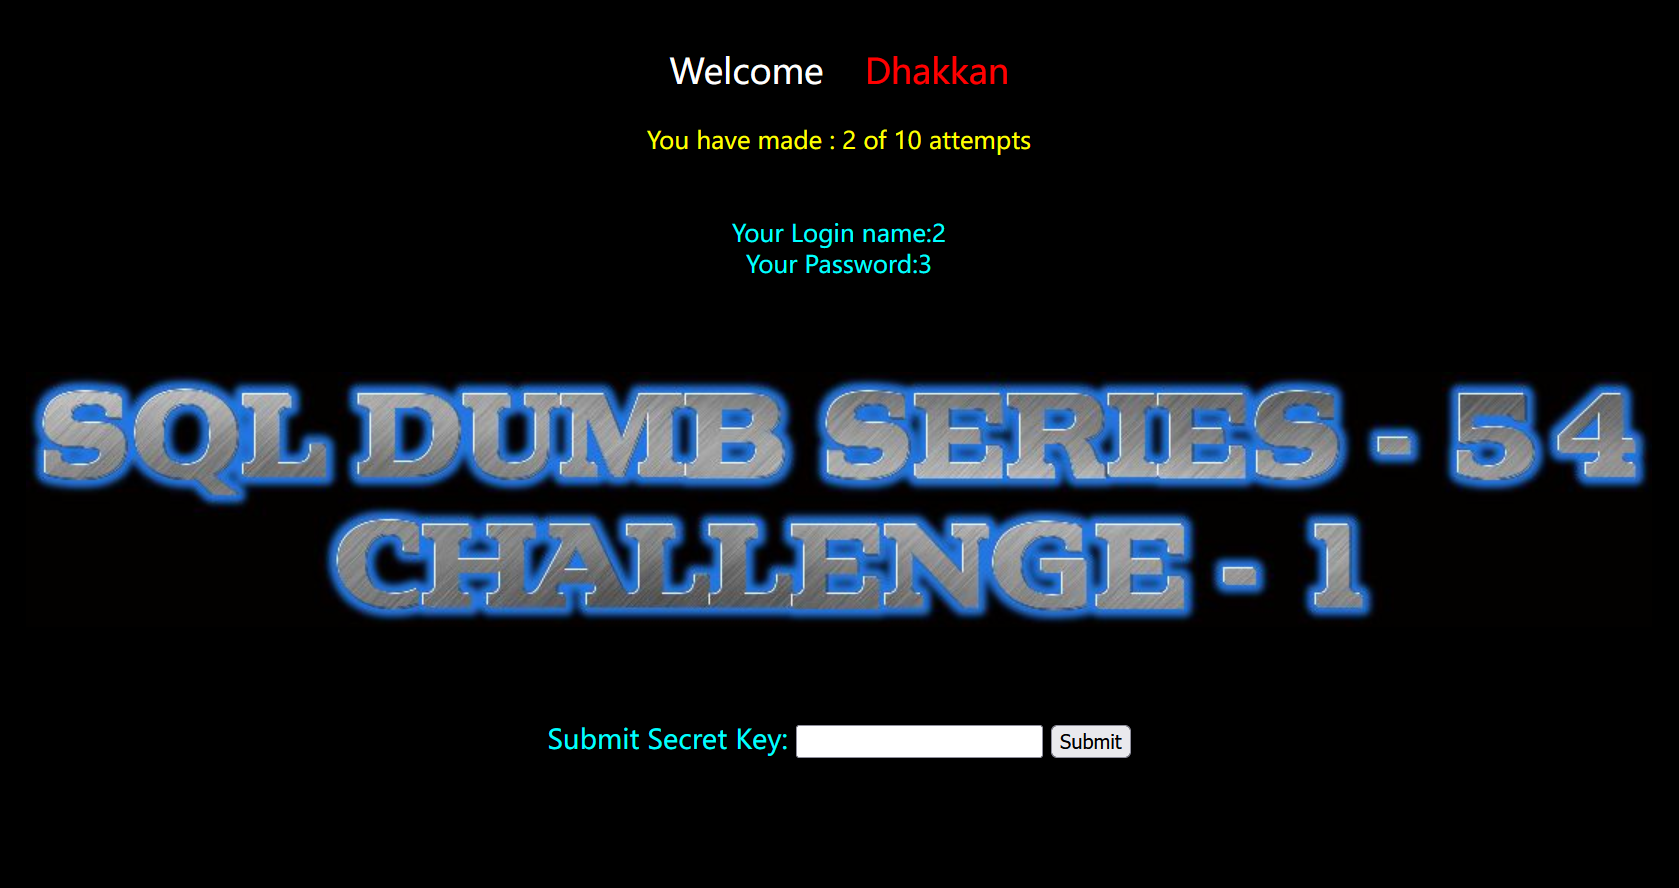 Welcome Dhakkan
You have made : 2 of 10 attempts
Your Login name:2
Your Password:3
SQL DUMB SERIES - 54
CHALLENGE - 1
Submit Secret Key: Submit